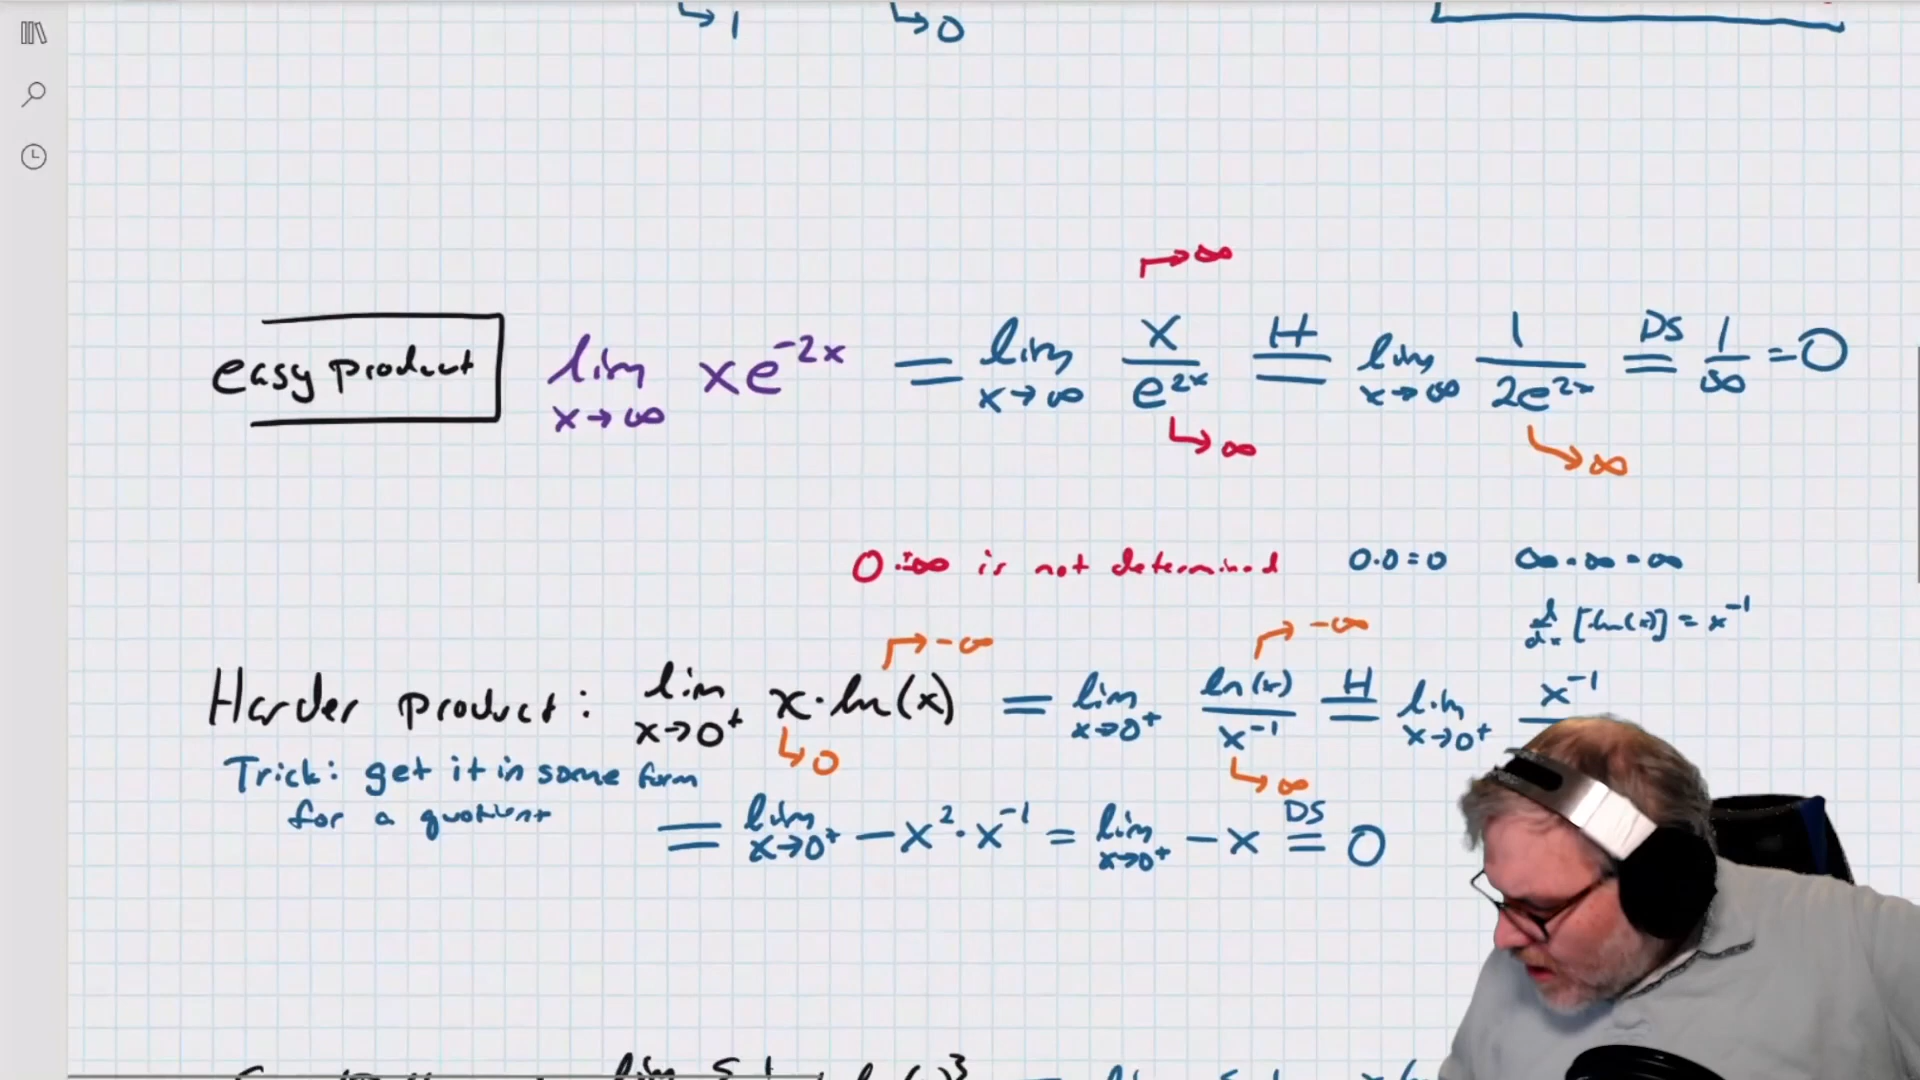 ↳ 1 ↳ 0
→ ∞
easy product lim x→∞ xe^{-2x} = lim x→∞ x/e^{2x} =^H lim x→∞ 1/2e^{2x} =^{DS} 1/∞ = 0
↳ ∞ ↳ ∞
0·±∞ is not determined 0·0=0 ∞·∞=∞
d/dx [ln(x)] = x^{-1}
→ -∞ → -∞
Harder product: lim x→0⁺ x·ln(x) = lim x→0⁺ ln(x)/x^{-1} =^H lim x→0⁺ x^{-1}
↳ 0 ↳ ∞
Trick: get it in some form
for a quotient
= lim x→0⁺ -x²·x^{-1} = lim x→0⁺ -x =^{DS} 0